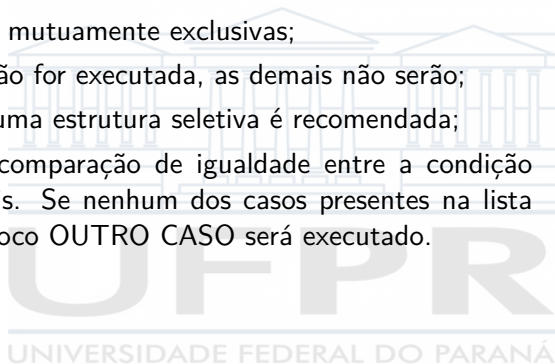 mutuamente exclusivas;
ão for executada, as demais não serão;
uma estrutura seletiva é recomendada;
comparação de igualdade entre a condição
is. Se nenhum dos casos presentes na lista
oco OUTRO CASO será executado.
UFPR
UNIVERSIDADE FEDERAL DO PARANÁ